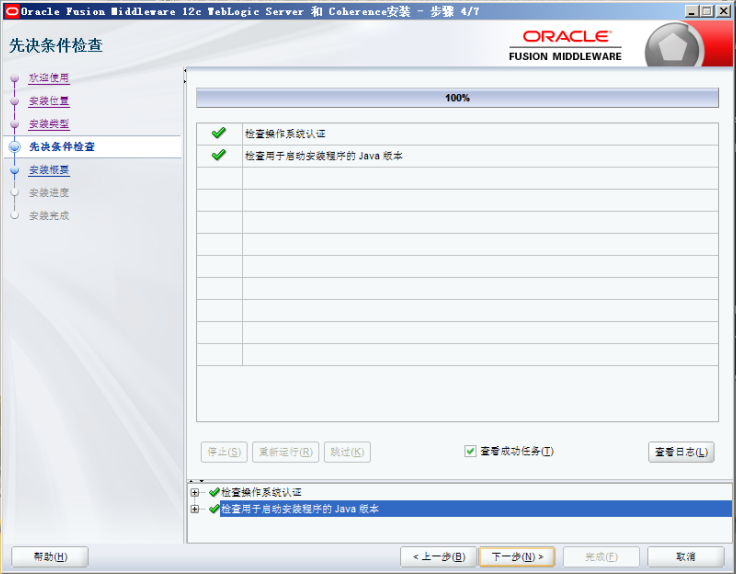 Oracle Fusion Middleware 12c WebLogic Server 和 Coherence安装 - 步骤 4/7
先决条件检查
ORACLE
FUSION MIDDLEWARE
欢迎使用
安装位置
安装类型
先决条件检查
安装概要
安装进度
安装完成
100%
检查操作系统认证
检查用于启动安装程序的 Java 版本
停止(S) 重新运行(R) 跳过(K) 查看成功任务(T) 查看日志(L)
检查操作系统认证
检查用于启动安装程序的 Java 版本
帮助(H) < 上一步(B) 下一步(N) > 完成(F) 取消